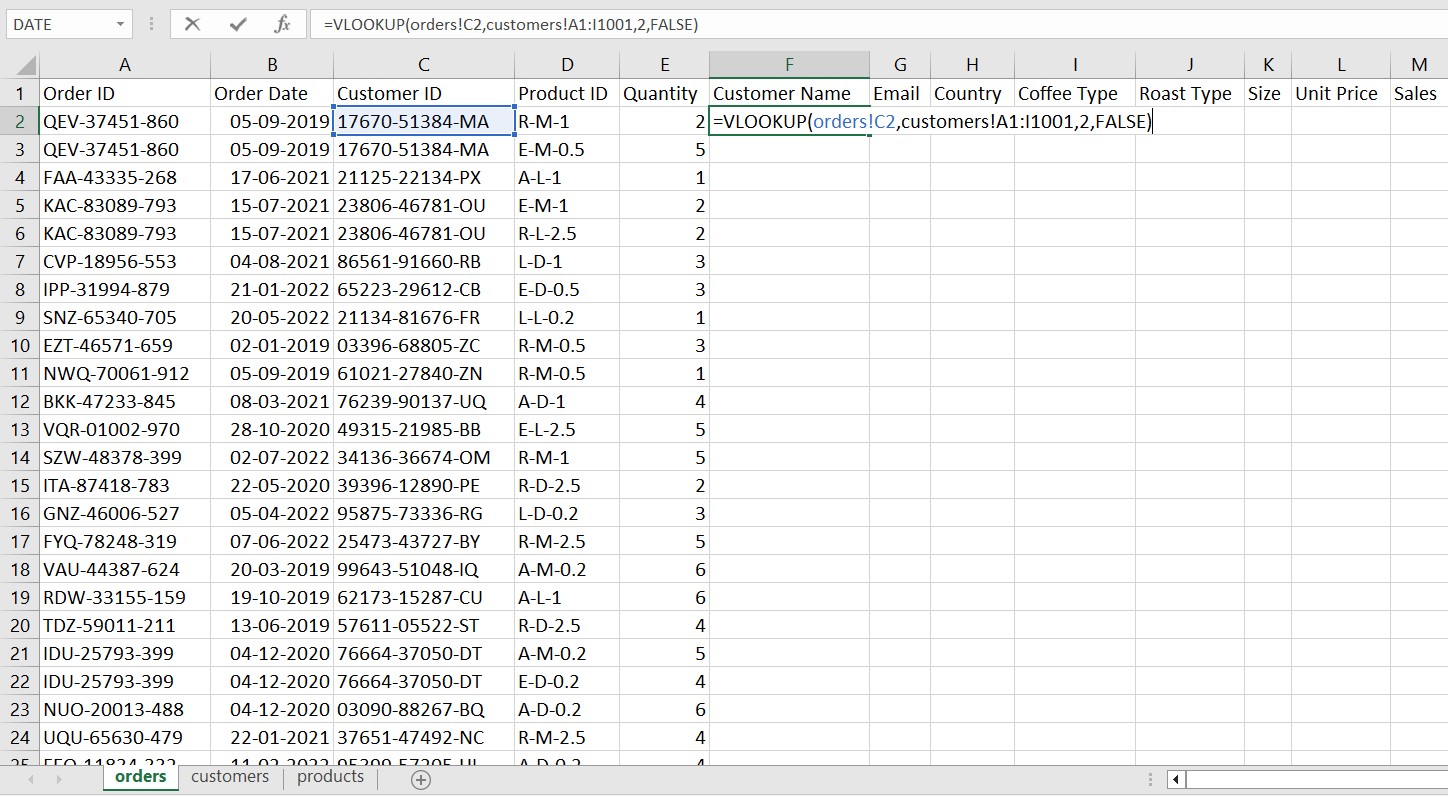 DATE =VLOOKUP(orders!C2,customers!A1:I1001,2,FALSE)
A B C D E F G H I J K L M
1 Order ID Order Date Customer ID Product ID Quantity Customer Name Email Country Coffee Type Roast Type Size Unit Price Sales
2 QEV-37451-860 05-09-2019 17670-51384-MA R-M-1 2 =VLOOKUP(orders!C2,customers!A1:I1001,2,FALSE)
3 QEV-37451-860 05-09-2019 17670-51384-MA E-M-0.5 5
4 FAA-43335-268 17-06-2021 21125-22134-PX A-L-1 1
5 KAC-83089-793 15-07-2021 23806-46781-OU E-M-1 2
6 KAC-83089-793 15-07-2021 23806-46781-OU R-L-2.5 2
7 CVP-18956-553 04-08-2021 86561-91660-RB L-D-1 3
8 IPP-31994-879 21-01-2022 65223-29612-CB E-D-0.5 3
9 SNZ-65340-705 20-05-2022 21134-81676-FR L-L-0.2 1
10 EZT-46571-659 02-01-2019 03396-68805-ZC R-M-0.5 3
11 NWQ-70061-912 05-09-2019 61021-27840-ZN R-M-0.5 1
12 BKK-47233-845 08-03-2021 76239-90137-UQ A-D-1 4
13 VQR-01002-970 28-10-2020 49315-21985-BB E-L-2.5 5
14 SZW-48378-399 02-07-2022 34136-36674-OM R-M-1 5
15 ITA-87418-783 22-05-2020 39396-12890-PE R-D-2.5 2
16 GNZ-46006-527 05-04-2022 95875-73336-RG L-D-0.2 3
17 FYQ-78248-319 07-06-2022 25473-43727-BY R-M-2.5 5
18 VAU-44387-624 20-03-2019 99643-51048-IQ A-M-0.2 6
19 RDW-33155-159 19-10-2019 62173-15287-CU A-L-1 6
20 TDZ-59011-211 13-06-2019 57611-05522-ST R-D-2.5 4
21 IDU-25793-399 04-12-2020 76664-37050-DT A-M-0.2 5
22 IDU-25793-399 04-12-2020 76664-37050-DT E-D-0.2 4
23 NUO-20013-488 04-12-2020 03090-88267-BQ A-D-0.2 6
24 UQU-65630-479 22-01-2021 37651-47492-NC R-M-2.5 4
orders customers products